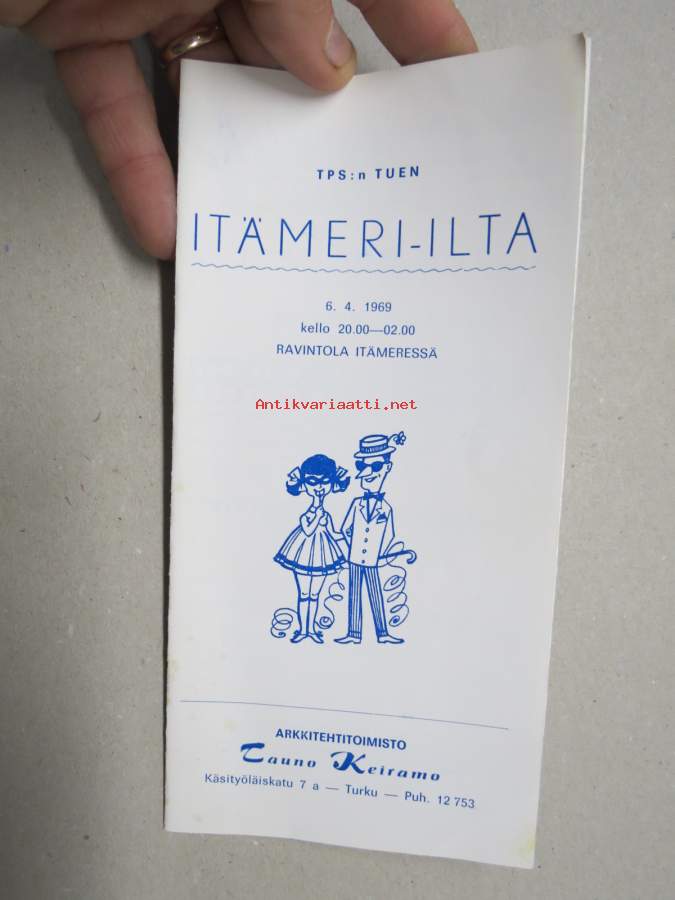 TPS:n TUEN
ITÄMERI-ILTA
6. 4. 1969
kello 20.00—02.00
RAVINTOLA ITÄMERESSÄ
Antikvariaatti.net
ARKKITEHTITOIMISTO
Tauno Keiramo
Käsityöläiskatu 7 a — Turku — Puh. 12 753